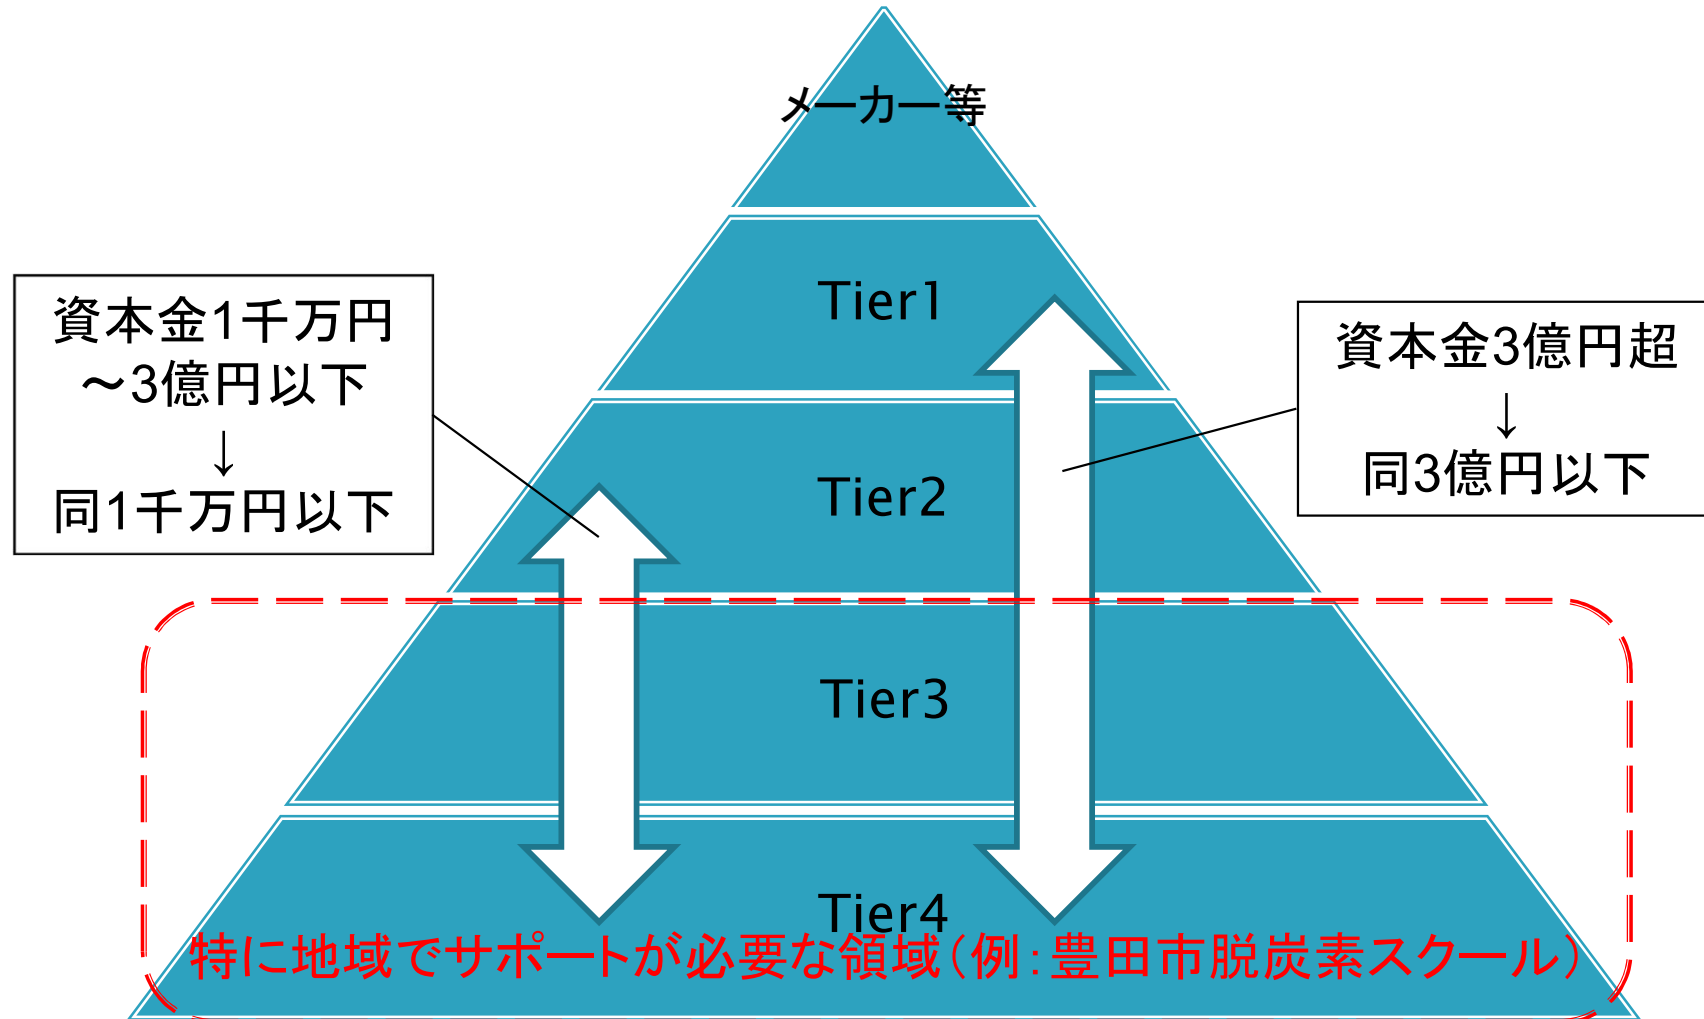 メーカー等
Tier1
資本金1千万円
～3億円以下
↓
同1千万円以下
資本金3億円超
↓
同3億円以下
Tier2
Tier3
Tier4
特に地域でサポートが必要な領域（例：豊田市脱炭素スクール）